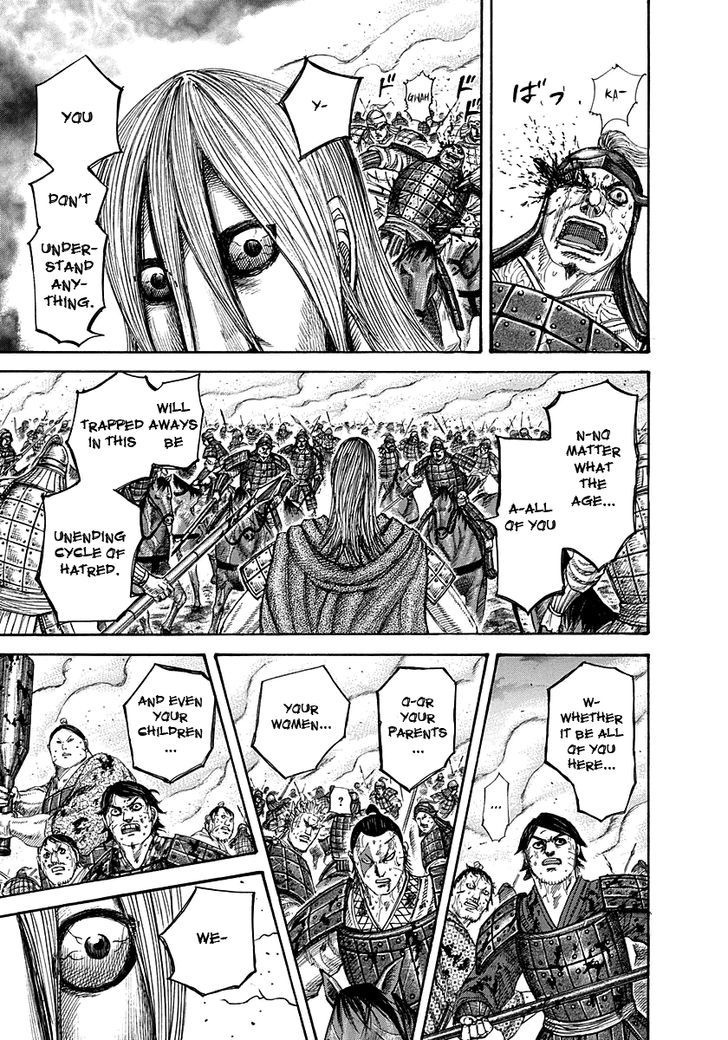 KA-
ばっ
ド
ド
GHAH
Y-
YOU
DON'T
UNDER-
STAND
ANY-
THING.
N-NO
MATTER
WHAT
THE
AGE...
A-ALL
OF YOU
WILL
AWAYS
BE
TRAPPED
IN THIS
UNENDING
CYCLE OF
HATRED.
W-
WHETHER
IT BE ALL
OF YOU
HERE...
...
O-OR
YOUR
PARENTS
...
YOUR
WOMEN...
?
AND EVEN
YOUR
CHILDREN
...
WE-